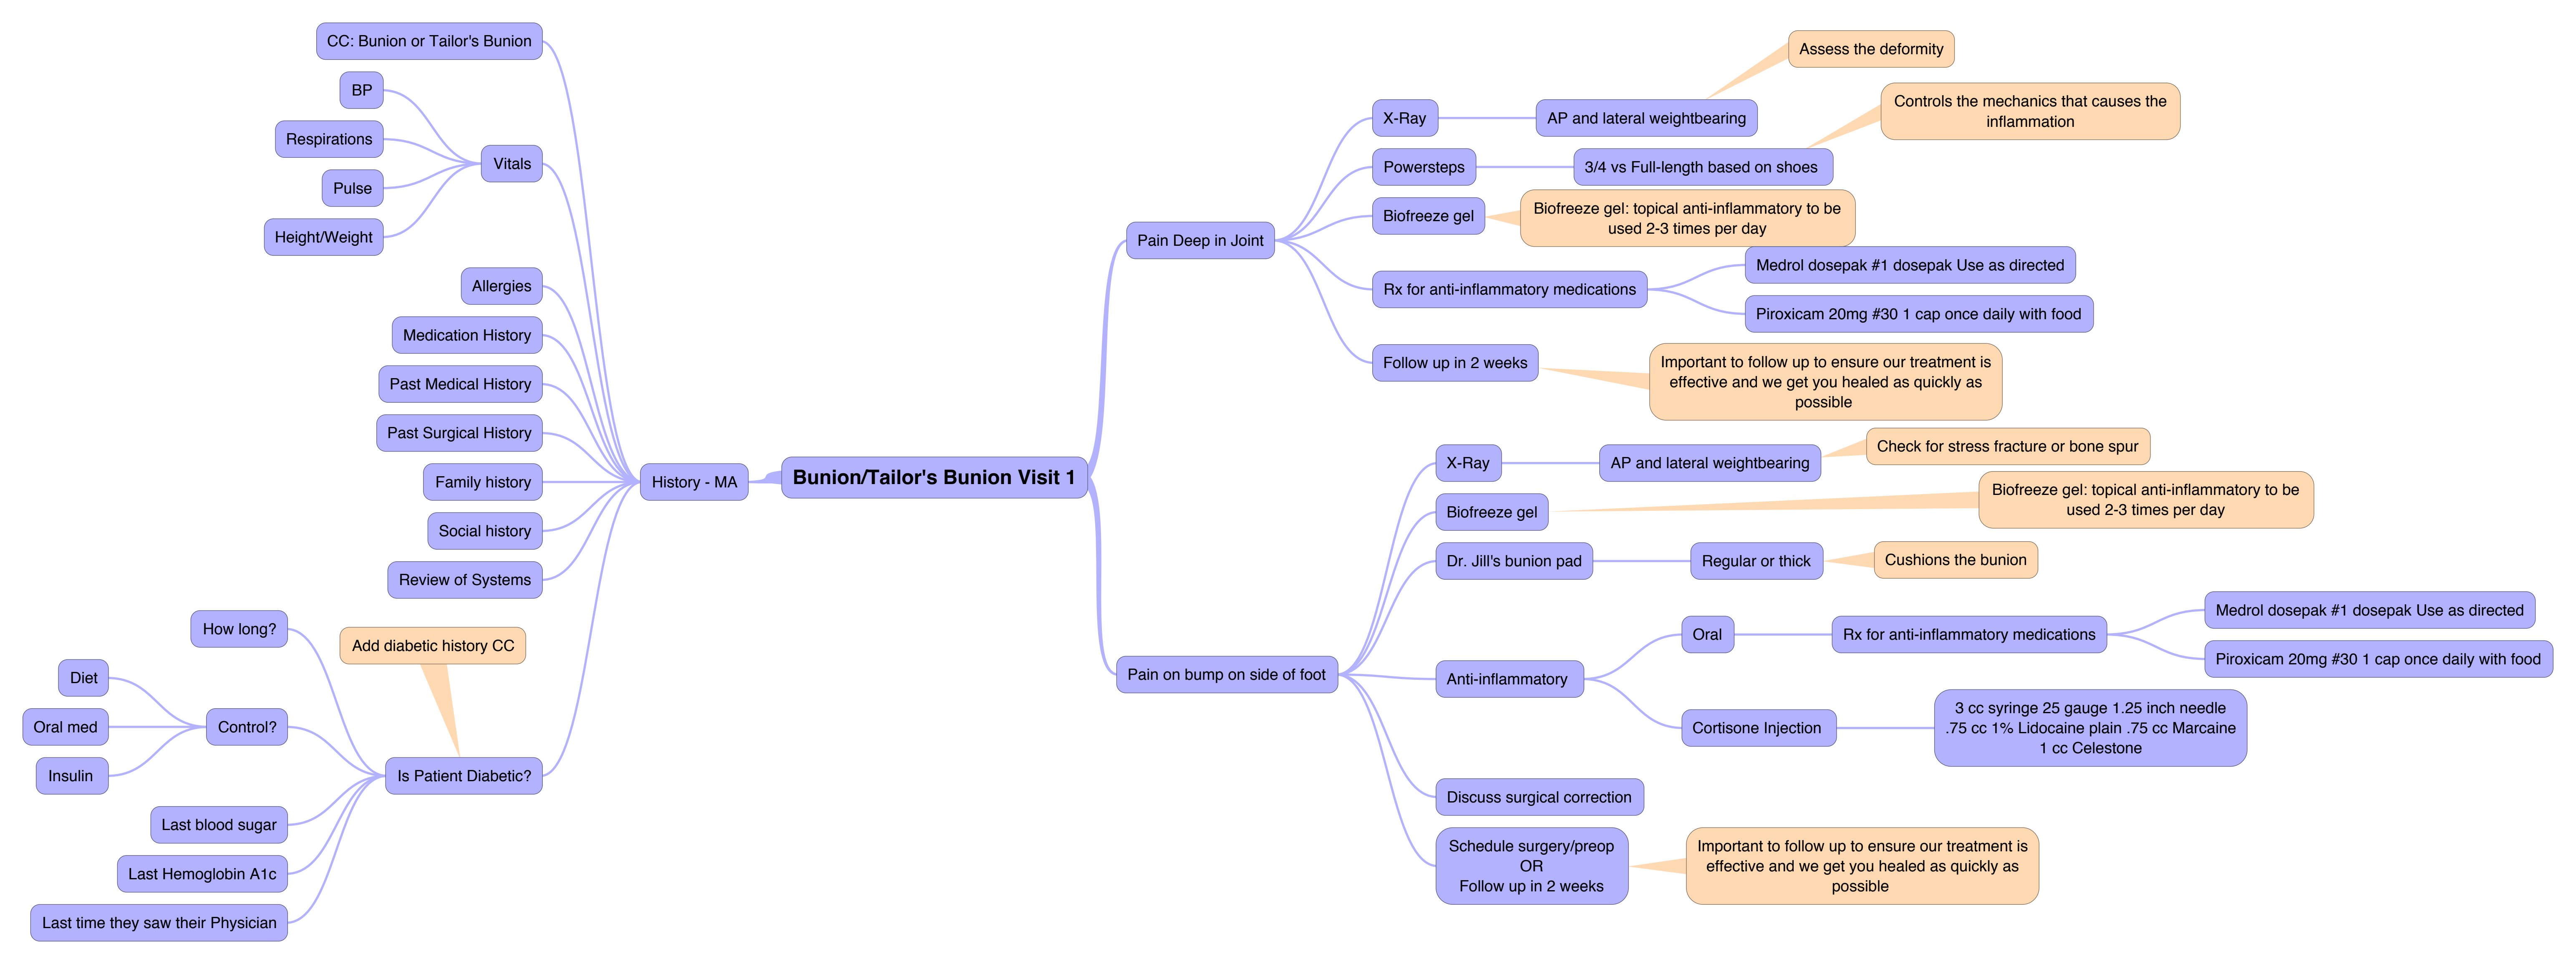 Bunion/Tailor's Bunion Visit 1
History - MA
CC: Bunion or Tailor's Bunion
Vitals
BP
Respirations
Pulse
Height/Weight
Allergies
Medication History
Past Medical History
Past Surgical History
Family history
Social history
Review of Systems
Is Patient Diabetic?
Add diabetic history CC
How long?
Control?
Diet
Oral med
Insulin
Last blood sugar
Last Hemoglobin A1c
Last time they saw their Physician
Pain Deep in Joint
X-Ray
AP and lateral weightbearing
Assess the deformity
Powersteps
3/4 vs Full-length based on shoes
Controls the mechanics that causes the
inflammation
Biofreeze gel
Biofreeze gel: topical anti-inflammatory to be
used 2-3 times per day
Rx for anti-inflammatory medications
Medrol dosepak #1 dosepak Use as directed
Piroxicam 20mg #30 1 cap once daily with food
Follow up in 2 weeks
Important to follow up to ensure our treatment is
effective and we get you healed as quickly as
possible
Pain on bump on side of foot
X-Ray
AP and lateral weightbearing
Check for stress fracture or bone spur
Biofreeze gel
Biofreeze gel: topical anti-inflammatory to be
used 2-3 times per day
Dr. Jill's bunion pad
Regular or thick
Cushions the bunion
Anti-inflammatory
Oral
Rx for anti-inflammatory medications
Medrol dosepak #1 dosepak Use as directed
Piroxicam 20mg #30 1 cap once daily with food
Cortisone Injection
3 cc syringe 25 gauge 1.25 inch needle
.75 cc 1% Lidocaine plain .75 cc Marcaine
1 cc Celestone
Discuss surgical correction
Schedule surgery/preop
OR
Follow up in 2 weeks
Important to follow up to ensure our treatment is
effective and we get you healed as quickly as
possible